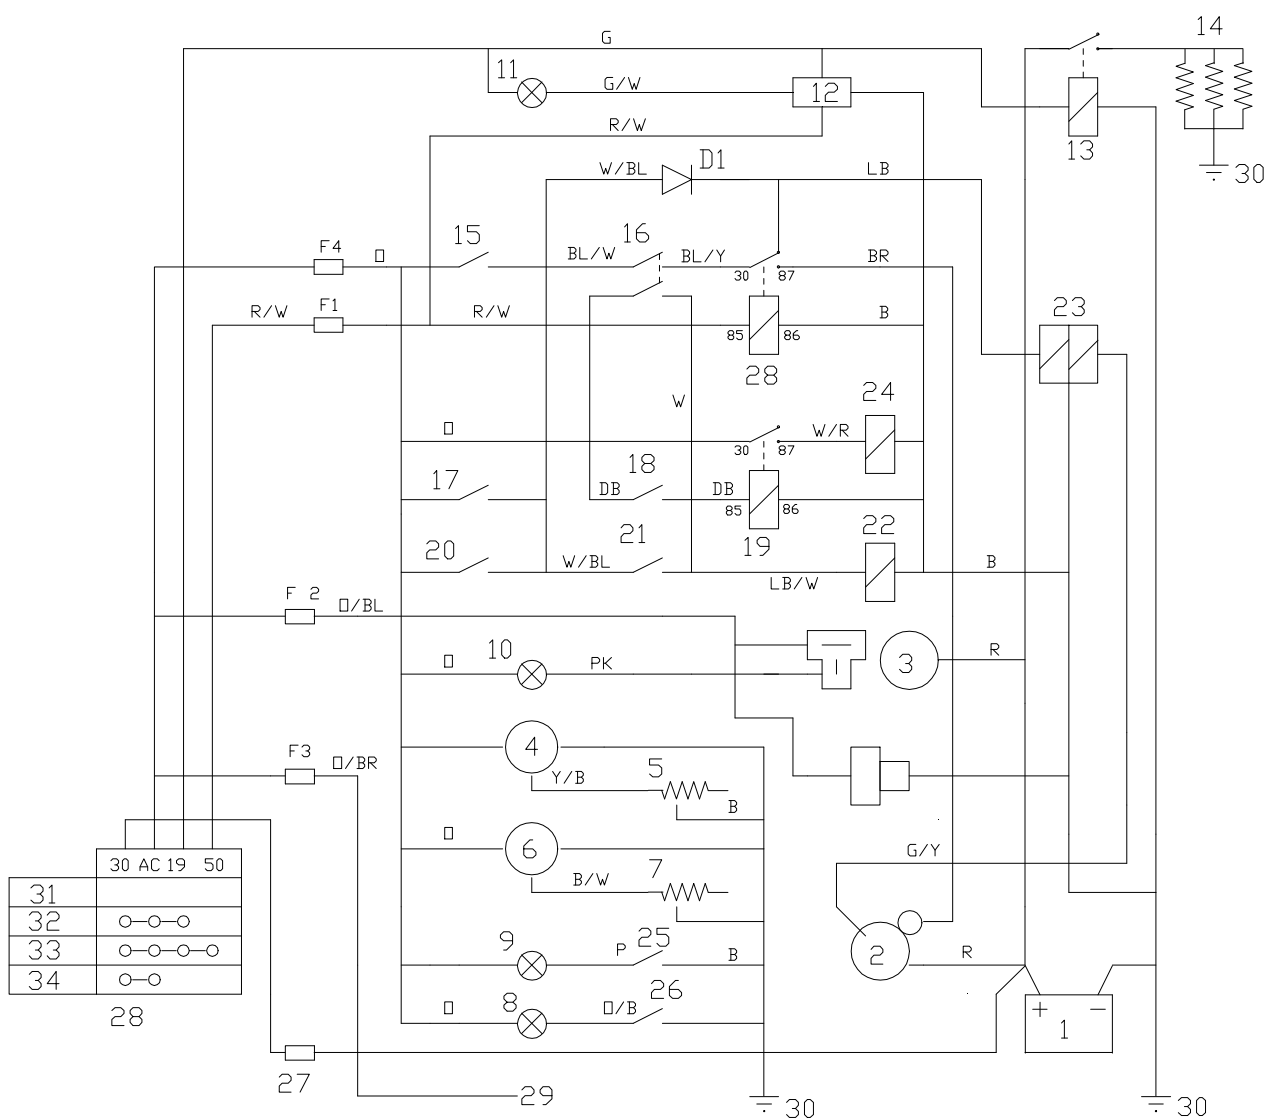 14
G
11
G/W
12
R/W
13
30
W/BL
D1
LB
15
16
F4
O
BL/W
BL/Y
30
87
BR
R/W
F1
R/W
85
86
B
23
28
24
W
O
30
87
W/R
17
18
DB
DB
85
86
19
20
21
22
W/BL
LB/W
B
F 2
O/BL
10
O
PK
3
R
F3
O/BR
4
Y/B
5
B
O
6
B/W
7
G/Y
30 AC 19 50
31
32
33
34
28
9
P
25
B
2
R
O
8
O/B
26
+
-
1
27
29
30
30